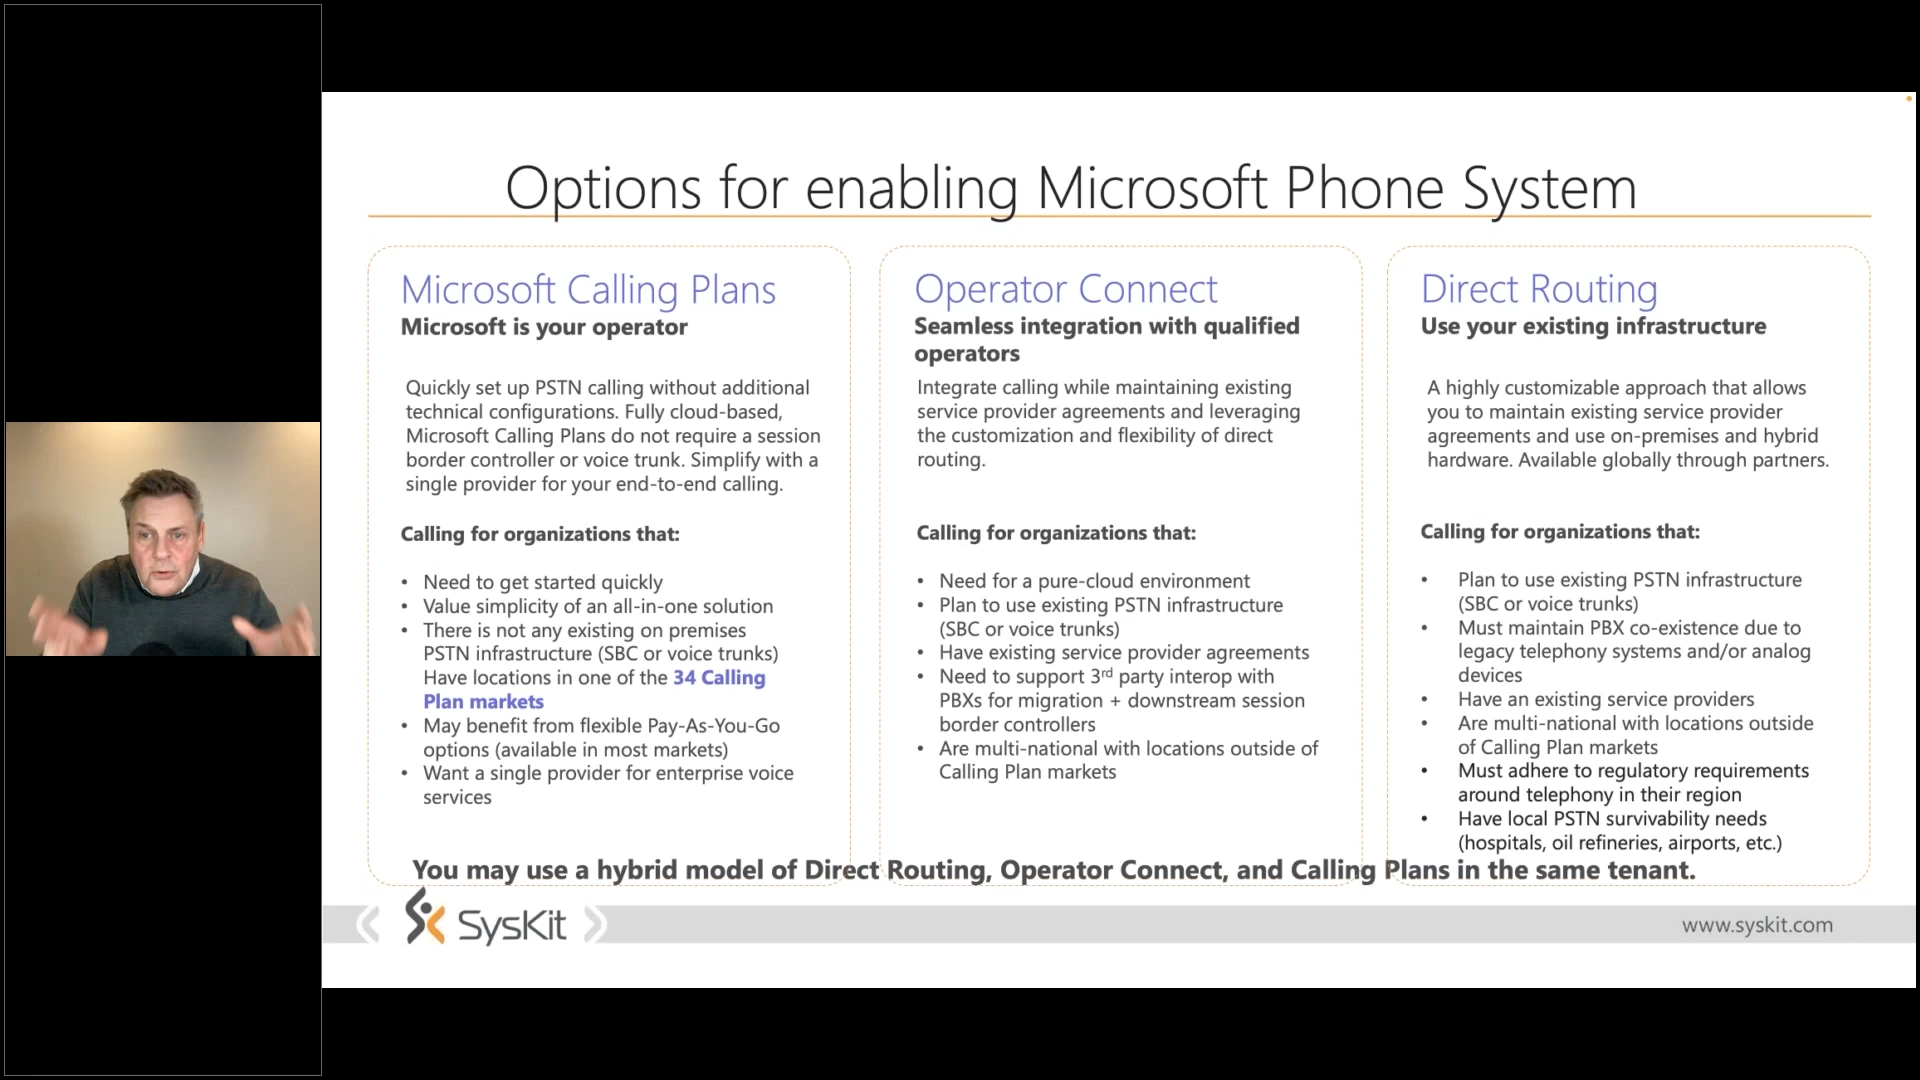 Options for enabling Microsoft Phone System
Microsoft Calling Plans
Microsoft is your operator
Quickly set up PSTN calling without additional
technical configurations. Fully cloud-based,
Microsoft Calling Plans do not require a session
border controller or voice trunk. Simplify with a
single provider for your end-to-end calling.
Calling for organizations that:
• Need to get started quickly
• Value simplicity of an all-in-one solution
• There is not any existing on premises
PSTN infrastructure (SBC or voice trunks)
Have locations in one of the 34 Calling
Plan markets
• May benefit from flexible Pay-As-You-Go
options (available in most markets)
• Want a single provider for enterprise voice
services
Operator Connect
Seamless integration with qualified
operators
Integrate calling while maintaining existing
service provider agreements and leveraging
the customization and flexibility of direct
routing.
Calling for organizations that:
• Need for a pure-cloud environment
• Plan to use existing PSTN infrastructure
(SBC or voice trunks)
• Have existing service provider agreements
• Need to support 3rd party interop with
PBXs for migration + downstream session
border controllers
• Are multi-national with locations outside of
Calling Plan markets
Direct Routing
Use your existing infrastructure
A highly customizable approach that allows
you to maintain existing service provider
agreements and use on-premises and hybrid
hardware. Available globally through partners.
Calling for organizations that:
• Plan to use existing PSTN infrastructure
(SBC or voice trunks)
• Must maintain PBX co-existence due to
legacy telephony systems and/or analog
devices
• Have an existing service providers
• Are multi-national with locations outside
of Calling Plan markets
• Must adhere to regulatory requirements
around telephony in their region
• Have local PSTN survivability needs
(hospitals, oil refineries, airports, etc.)
You may use a hybrid model of Direct Routing, Operator Connect, and Calling Plans in the same tenant.
SysKit
www.syskit.com